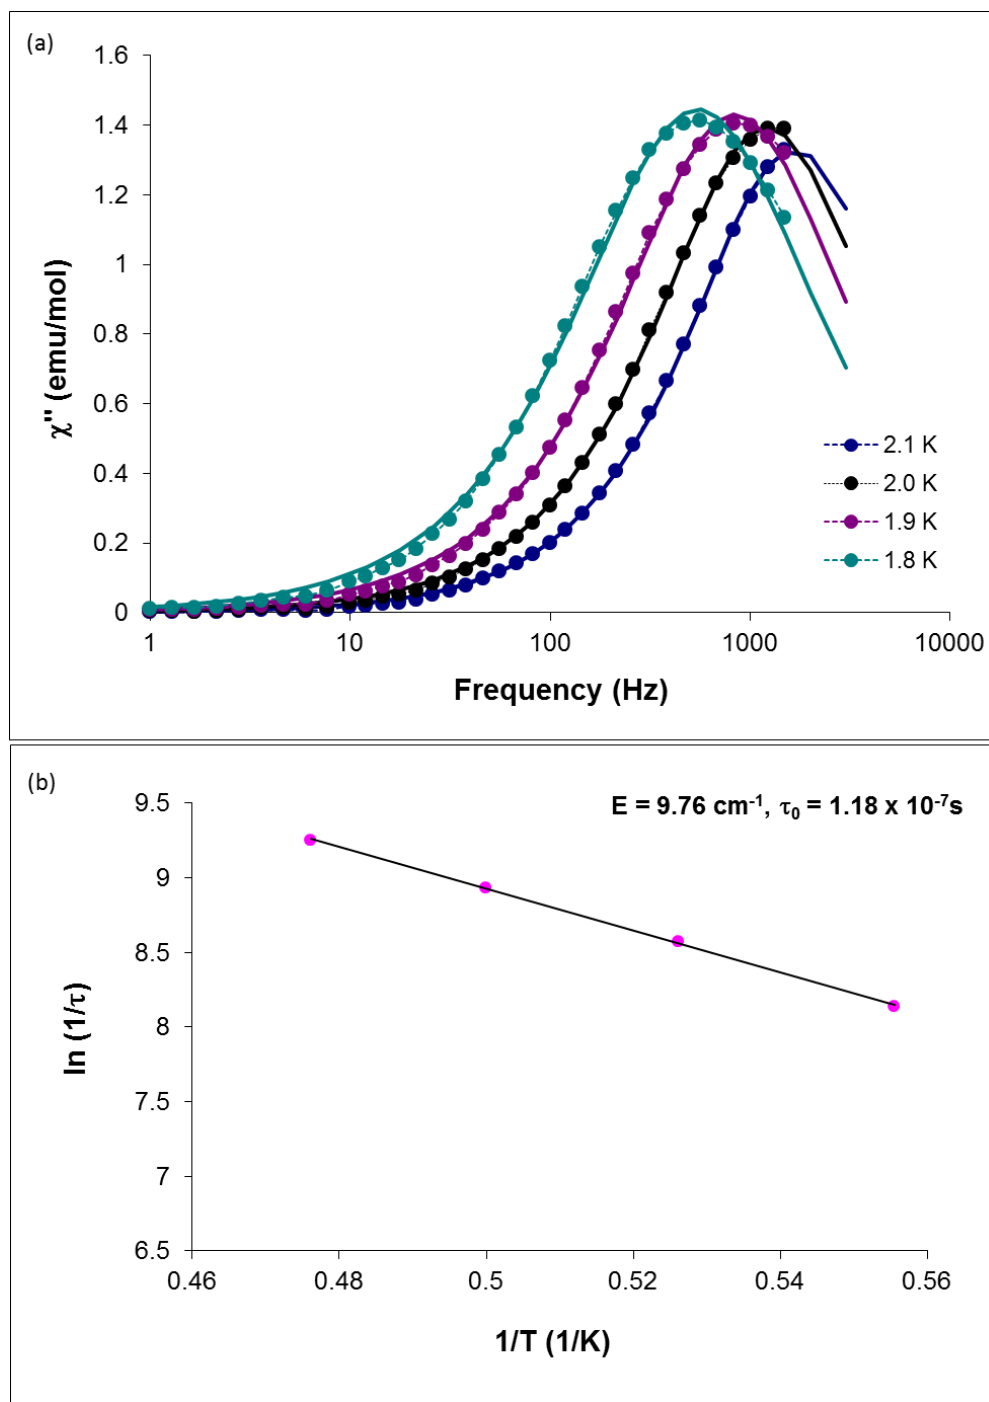 (a)
1.6
1.4
1.2
1
0.8
0.6
0.4
0.2
0
χ'' (emu/mol)
2.1 K
2.0 K
1.9 K
1.8 K
1 10 100 1000 10000
Frequency (Hz)
(b)
E = 9.76 cm⁻¹, τ₀ = 1.18 x 10⁻⁷s
9.5
9
8.5
8
7.5
7
6.5
ln (1/τ)
0.46 0.48 0.5 0.52 0.54 0.56
1/T (1/K)